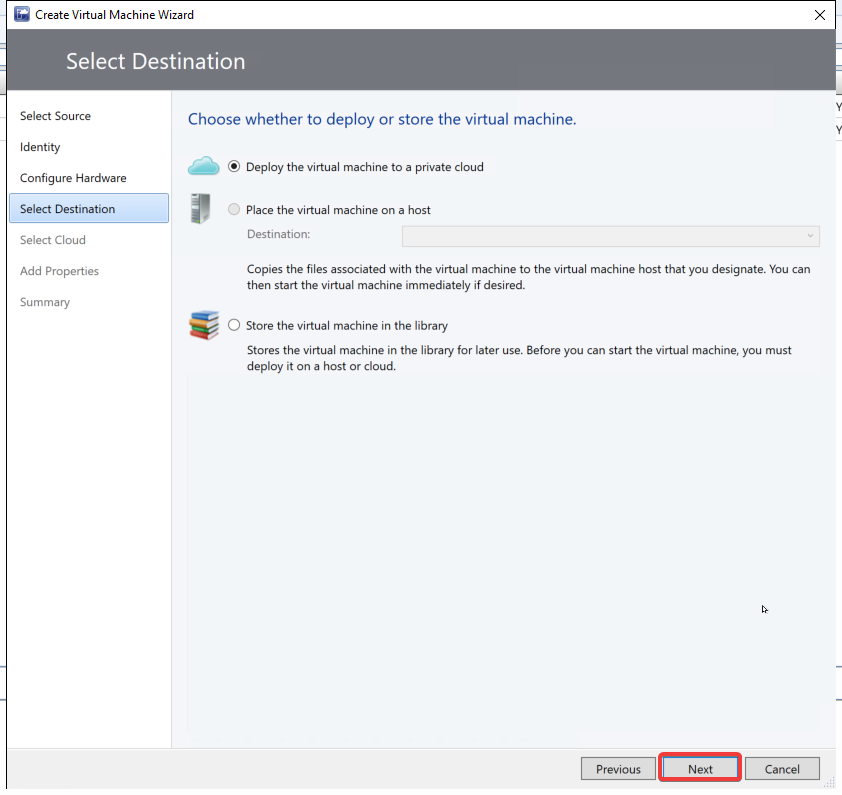 Create Virtual Machine Wizard
Select Destination
Select Source
Identity
Configure Hardware
Select Destination
Select Cloud
Add Properties
Summary
Choose whether to deploy or store the virtual machine.
Deploy the virtual machine to a private cloud
Place the virtual machine on a host
Destination:
Copies the files associated with the virtual machine to the virtual machine host that you designate. You can
then start the virtual machine immediately if desired.
Store the virtual machine in the library
Stores the virtual machine in the library for later use. Before you can start the virtual machine, you must
deploy it on a host or cloud.
Previous
Next
Cancel